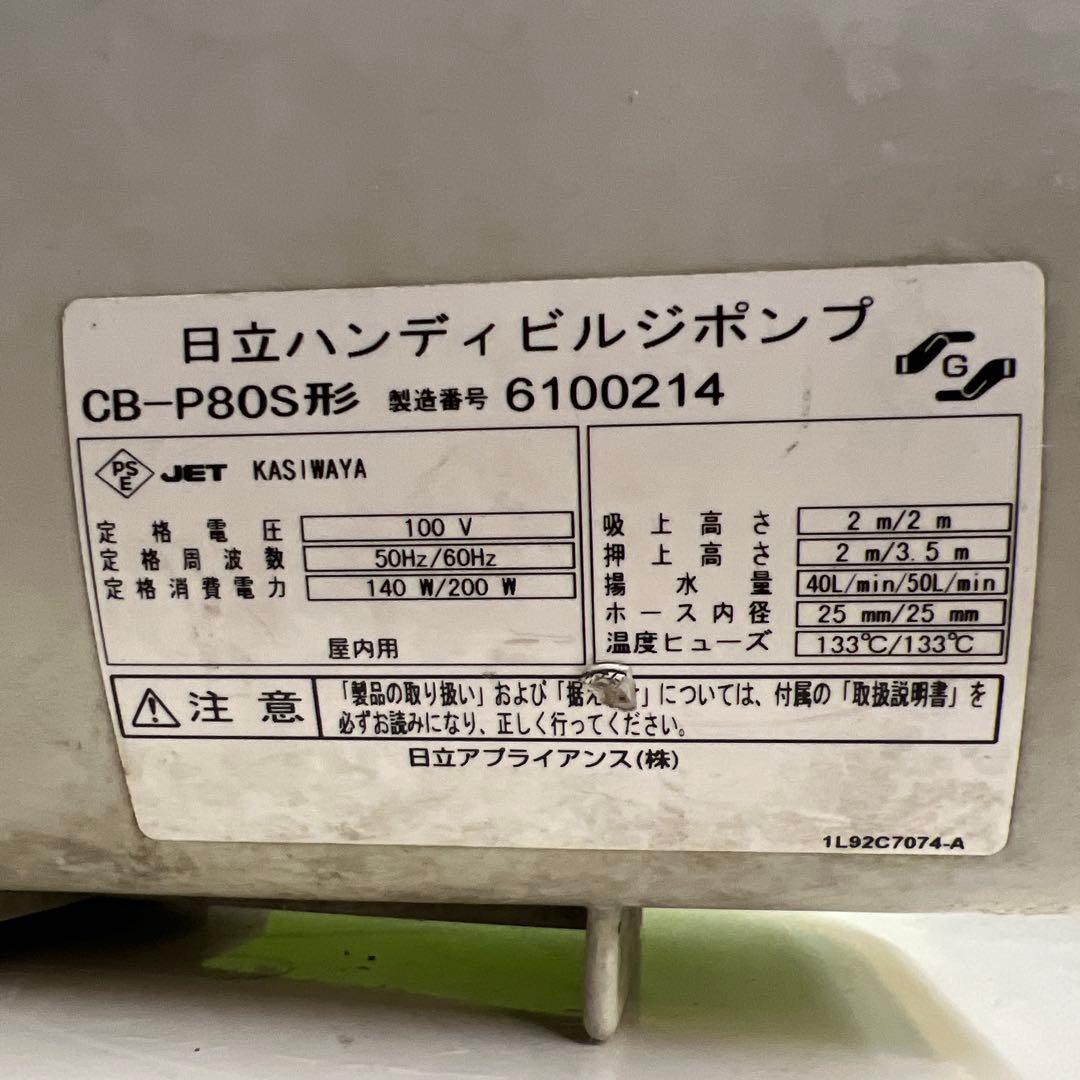 日立ハンディビルジポンプ
CB-P80S形 製造番号 6100214
G
PS
E
JET KASIWAYA
定格電圧 100 V
定格周波数 50Hz/60Hz
定格消費電力 140 W/200 W
屋内用
吸上高さ 2 m/2 m
押上高さ 2 m/3.5 m
揚水量 40L/min/50L/min
ホース内径 25 mm/25 mm
温度ヒューズ 133℃/133℃
注意
「製品の取り扱い」および「据え」については、付属の「取扱説明書」を
必ずお読みになり、正しく行ってください。
日立アプライアンス(株)
1L92C7074-A